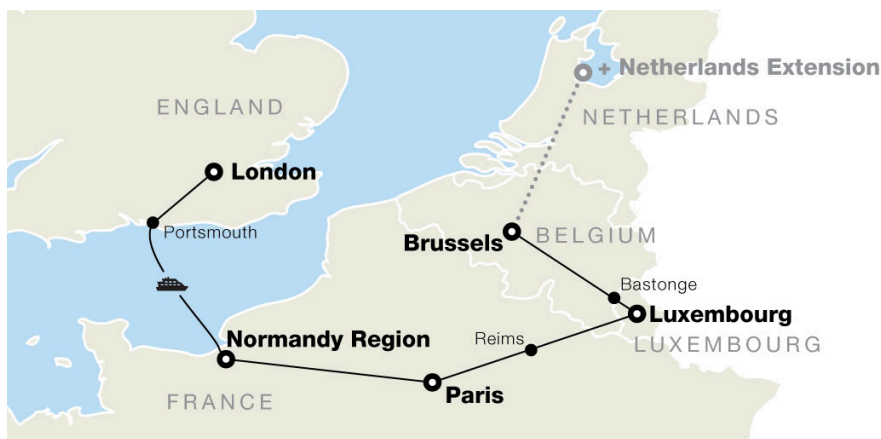 + Netherlands Extension
ENGLAND
NETHERLANDS
London
Portsmouth
Brussels
BELGIUM
Bastonge
Luxembourg
Normandy Region
Reims
LUXEMBOURG
Paris
FRANCE